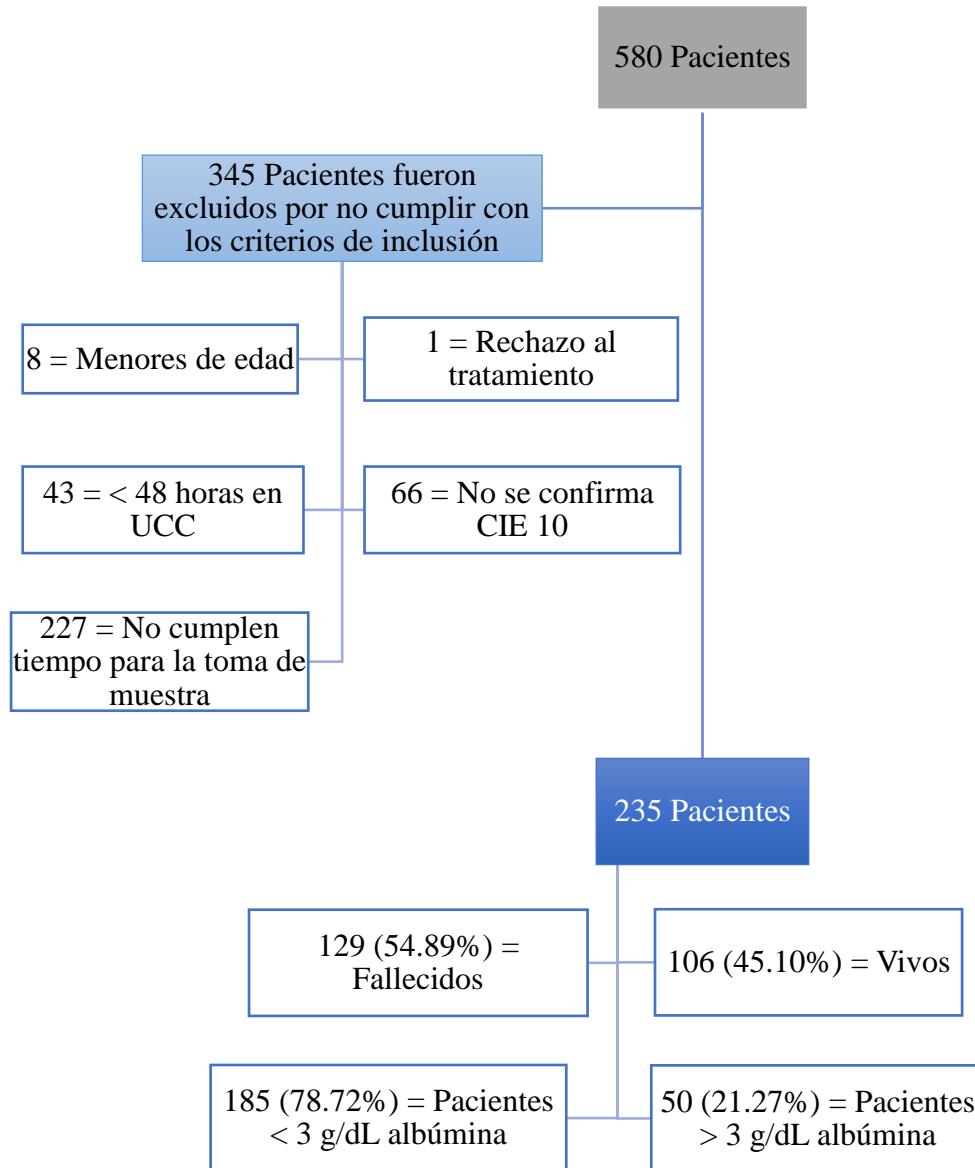 580 Pacientes
345 Pacientes fueron
excluidos por no cumplir con
los criterios de inclusión
8 = Menores de edad
1 = Rechazo al
tratamiento
43 = < 48 horas en
UCC
66 = No se confirma
CIE 10
227 = No cumplen
tiempo para la toma de
muestra
235 Pacientes
129 (54.89%) =
Fallecidos
106 (45.10%) = Vivos
185 (78.72%) = Pacientes
< 3 g/dL albúmina
50 (21.27%) = Pacientes
> 3 g/dL albúmina